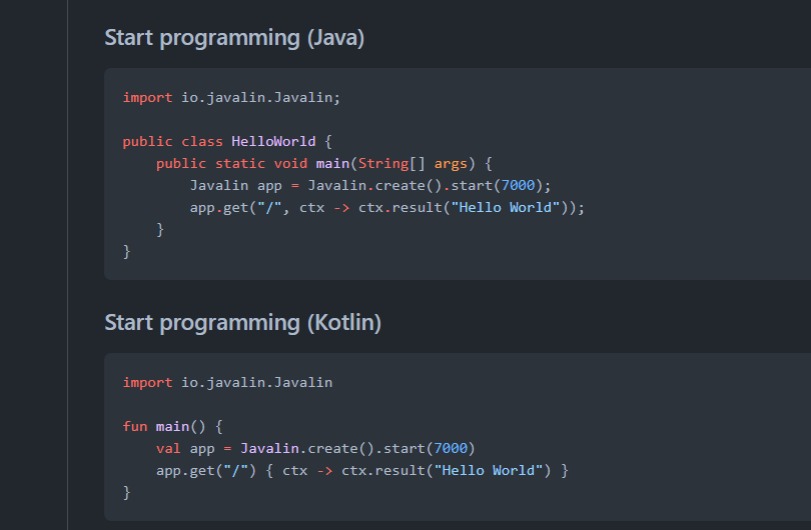 Start programming (Java)
import io.javalin.Javalin;
public class HelloWorld {
    public static void main(String[] args) {
        Javalin app = Javalin.create().start(7000);
        app.get("/", ctx -> ctx.result("Hello World"));
    }
}
Start programming (Kotlin)
import io.javalin.Javalin
fun main() {
    val app = Javalin.create().start(7000)
    app.get("/") { ctx -> ctx.result("Hello World") }
}